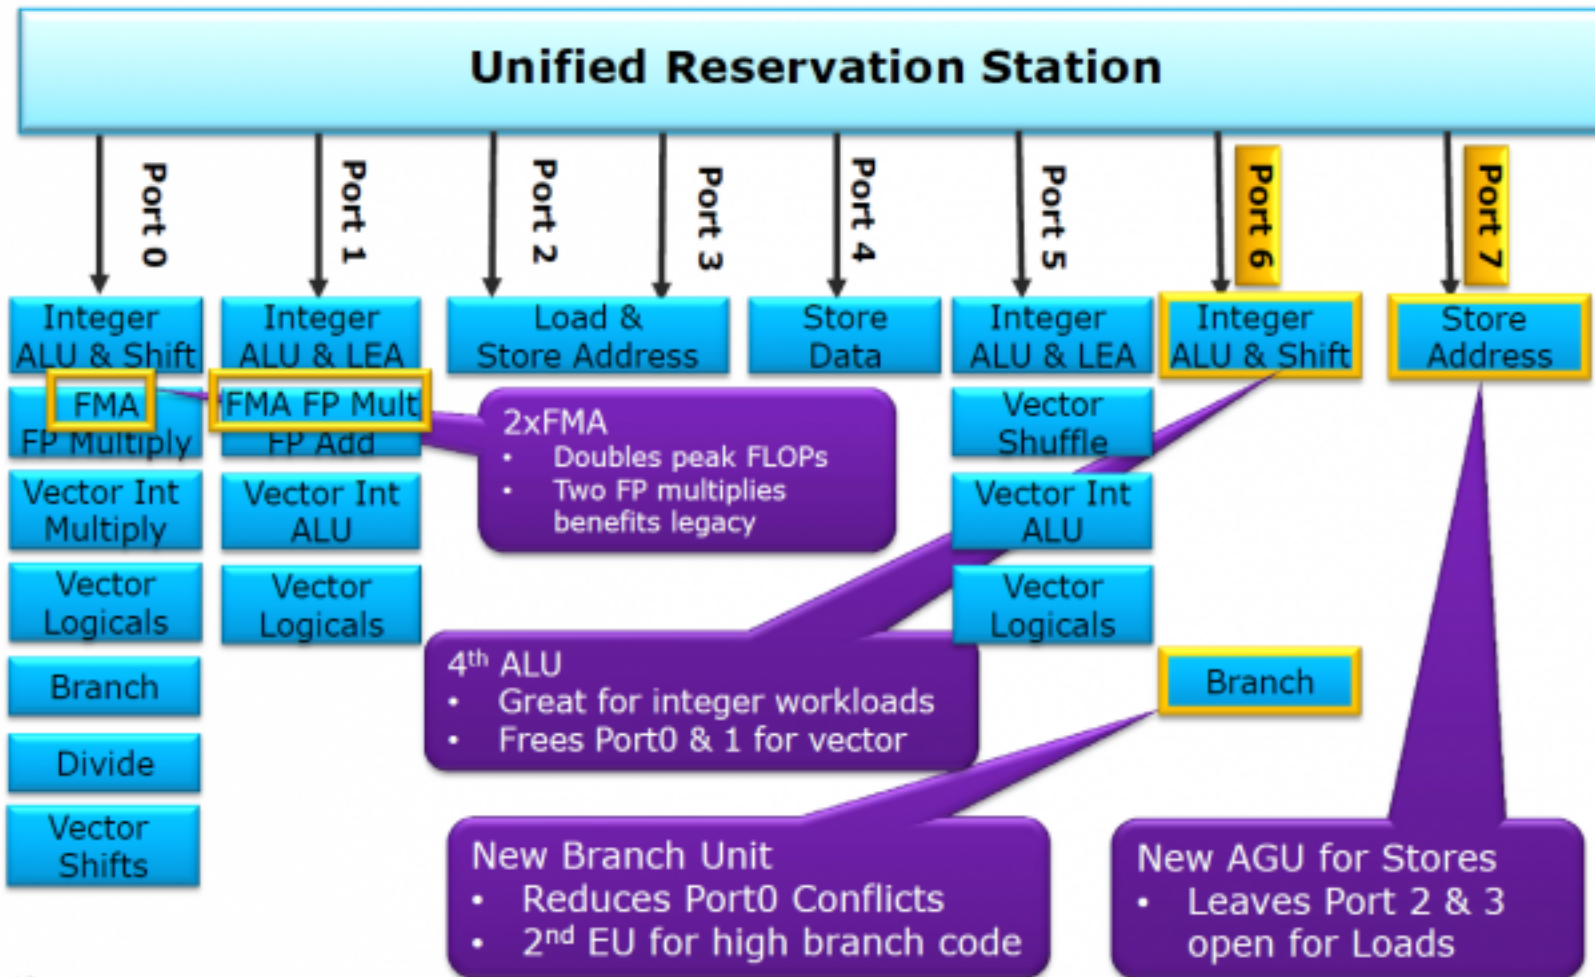 Unified Reservation Station
Port 0
Port 1
Port 2
Port 3
Port 4
Port 5
Port 6
Port 7
Integer
ALU & Shift
FMA
FP Multiply
Vector Int
Multiply
Vector
Logicals
Branch
Divide
Vector
Shifts
Integer
ALU & LEA
FMA FP Mult
FP Add
Vector Int
ALU
Vector
Logicals
Load &
Store Address
Store
Data
Integer
ALU & LEA
Vector
Shuffle
Vector Int
ALU
Vector
Logicals
Integer
ALU & Shift
Branch
Store
Address
2xFMA
• Doubles peak FLOPs
• Two FP multiplies
benefits legacy
4th ALU
• Great for integer workloads
• Frees Port0 & 1 for vector
New Branch Unit
• Reduces Port0 Conflicts
• 2nd EU for high branch code
New AGU for Stores
• Leaves Port 2 & 3
open for Loads